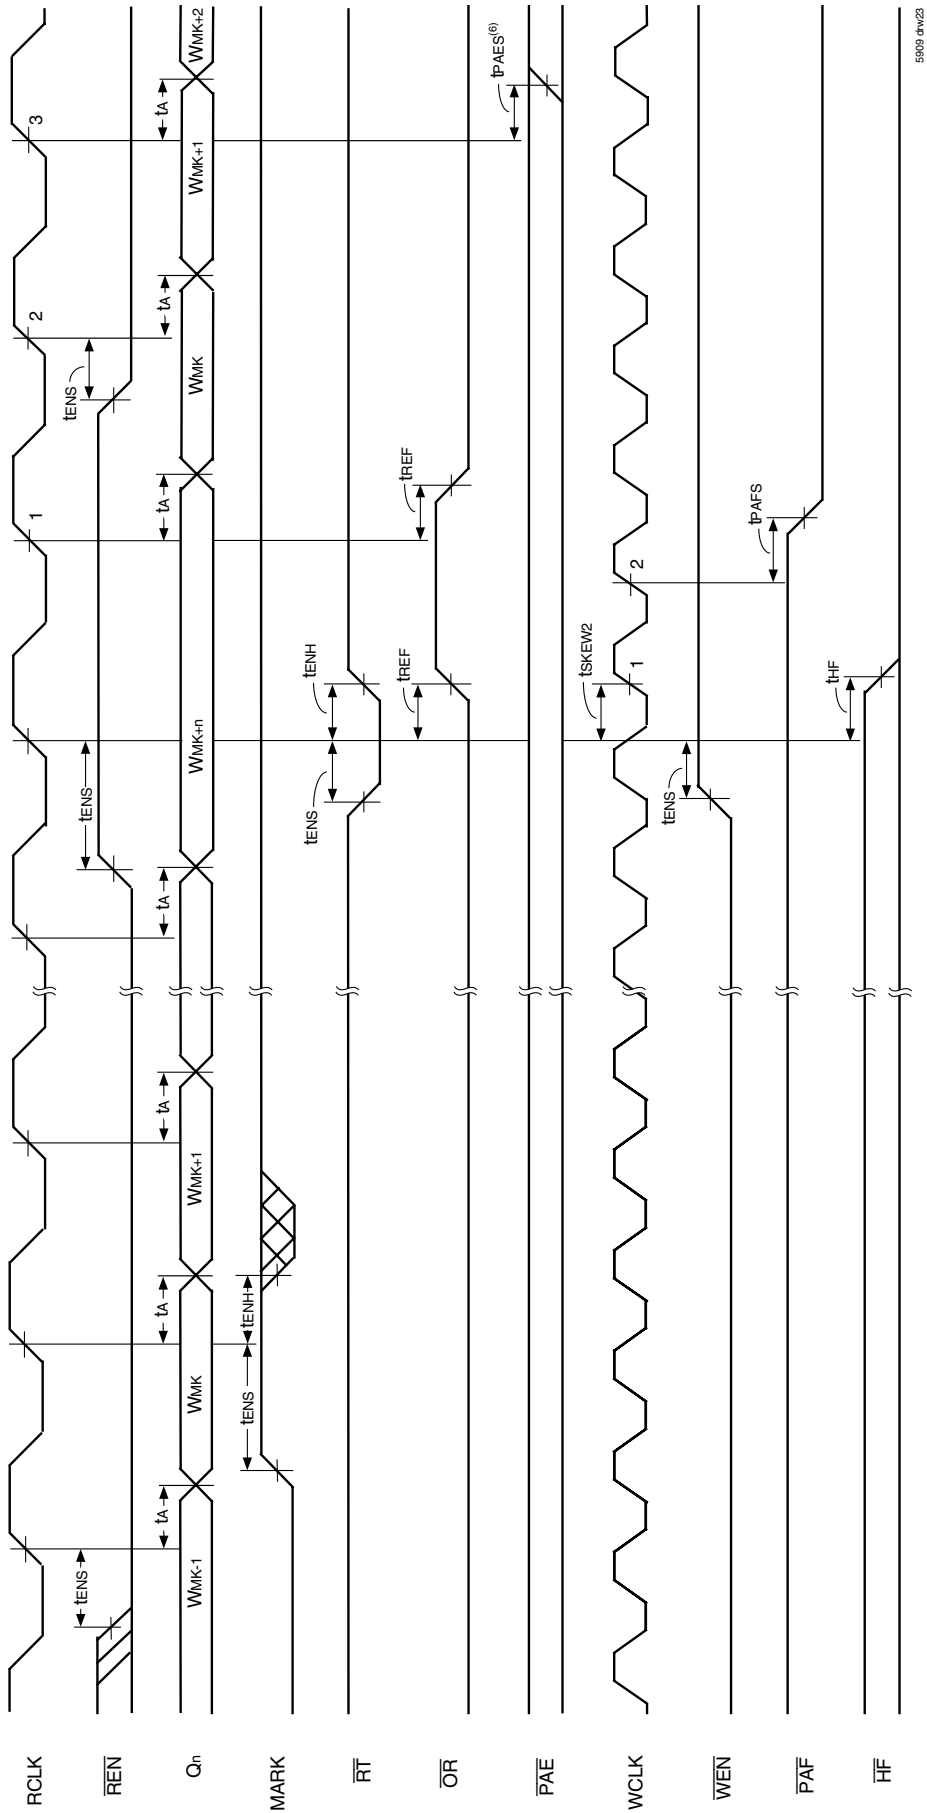 RCLK
1
2
3
REN
tENS
tENS
tENS
Qn
WMK-1
tA
WMK
tA
WMK+1
tA
tA
WMK+n
tA
WMK
tA
WMK+1
tA
WMK+2
MARK
tENS
tENH
RT
tENS
tENH
OR
tREF
tREF
PAE
tPAES(6)
WCLK
tSKEW2
1
2
WEN
tENS
PAF
tPAFS
HF
tHF
5909 drw23